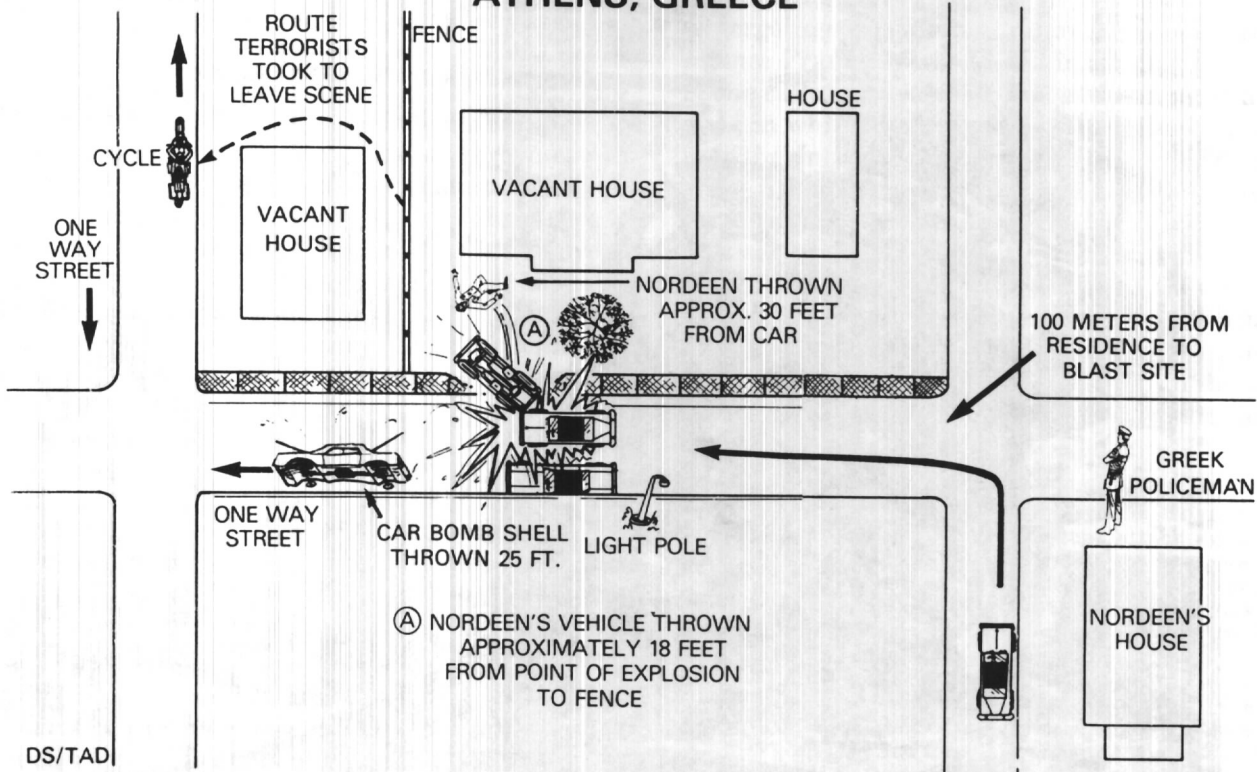 ATHENS, GREECE
ROUTE
TERRORISTS
TOOK TO
LEAVE SCENE
FENCE
HOUSE
CYCLE
VACANT
HOUSE
VACANT HOUSE
ONE
WAY
STREET
NORDEEN THROWN
APPROX. 30 FEET
FROM CAR
A
100 METERS FROM
RESIDENCE TO
BLAST SITE
GREEK
POLICEMAN
ONE WAY
STREET
CAR BOMB SHELL
THROWN 25 FT.
LIGHT POLE
A NORDEEN'S VEHICLE THROWN
APPROXIMATELY 18 FEET
FROM POINT OF EXPLOSION
TO FENCE
NORDEEN'S
HOUSE
DS/TAD